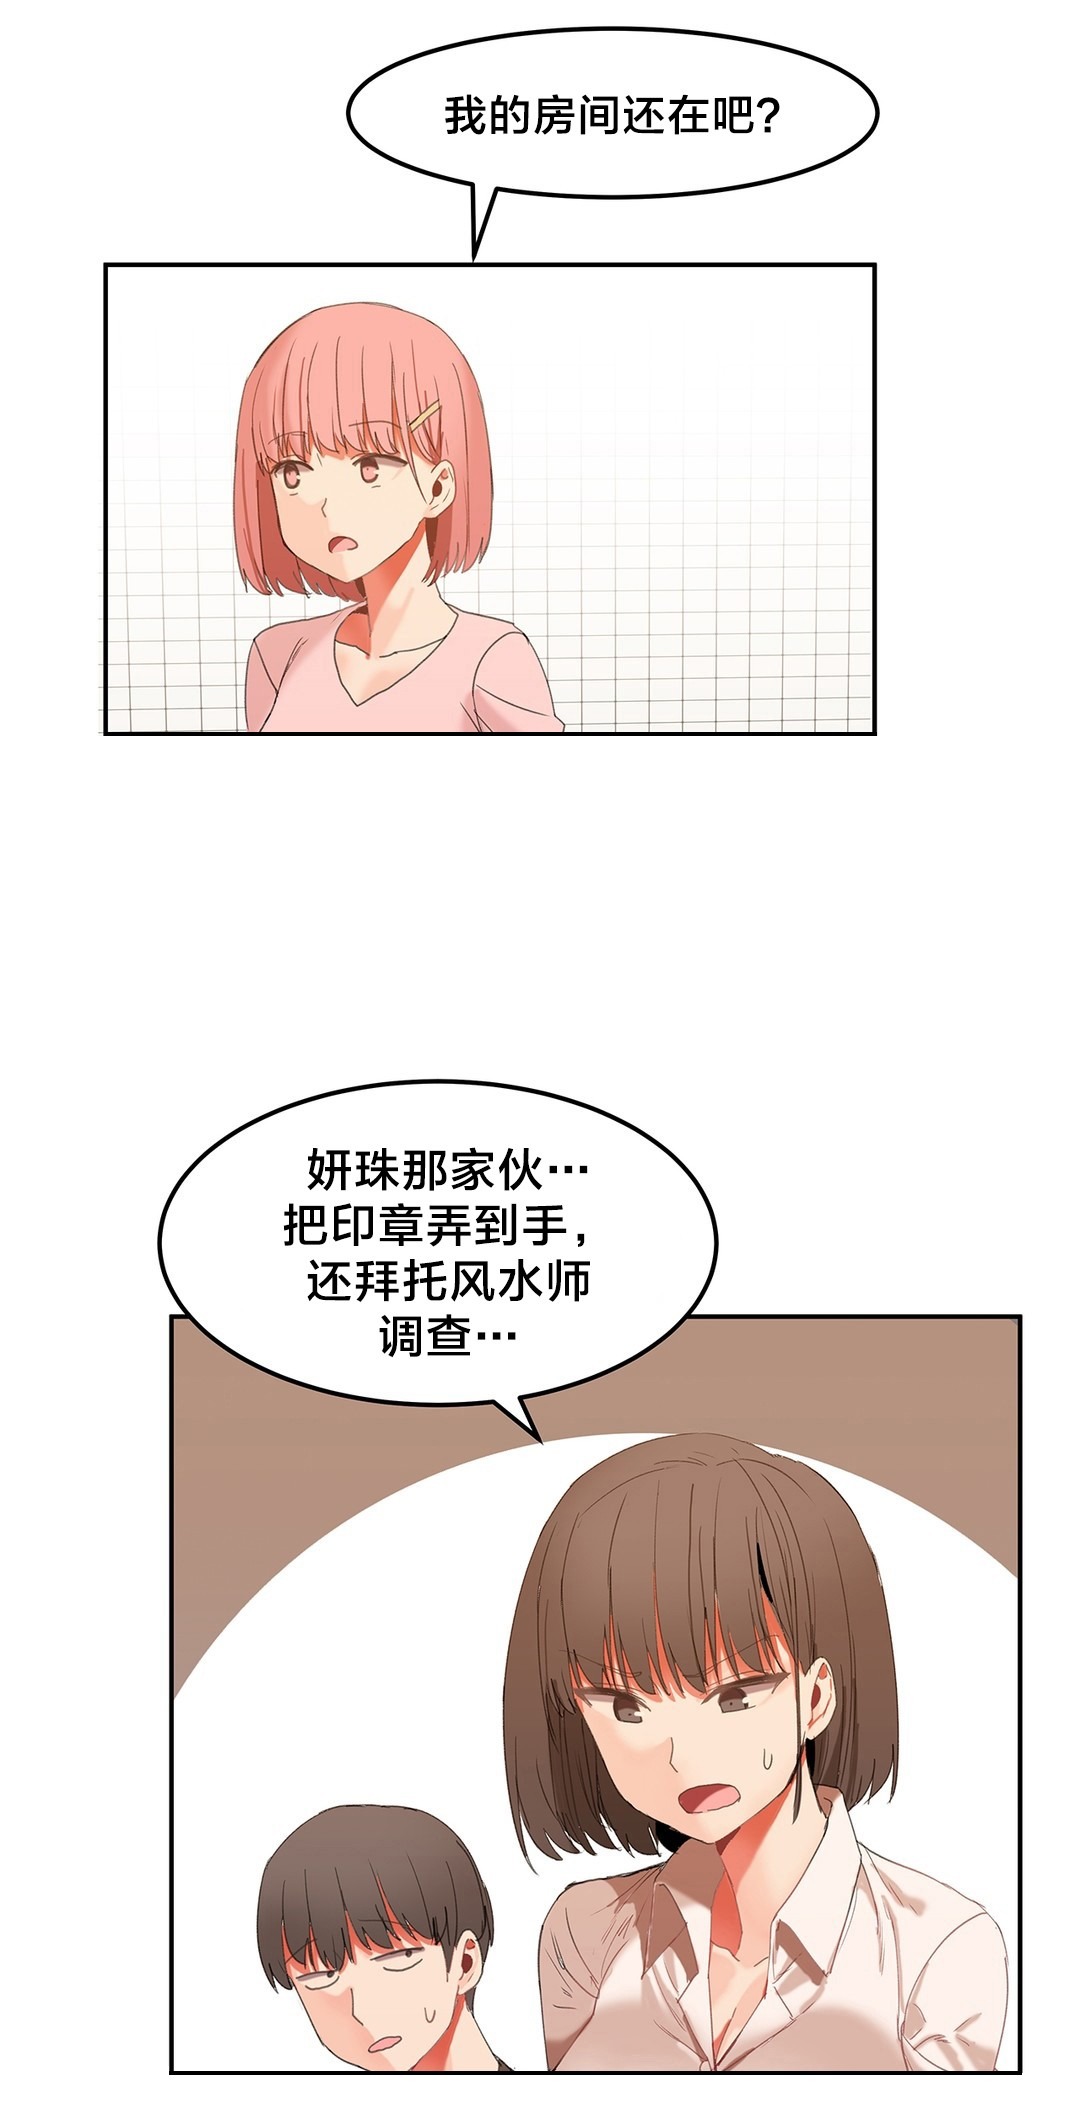 我的房间还在吧？
妍珠那家伙…
把印章弄到手，
还拜托风水师
调查…